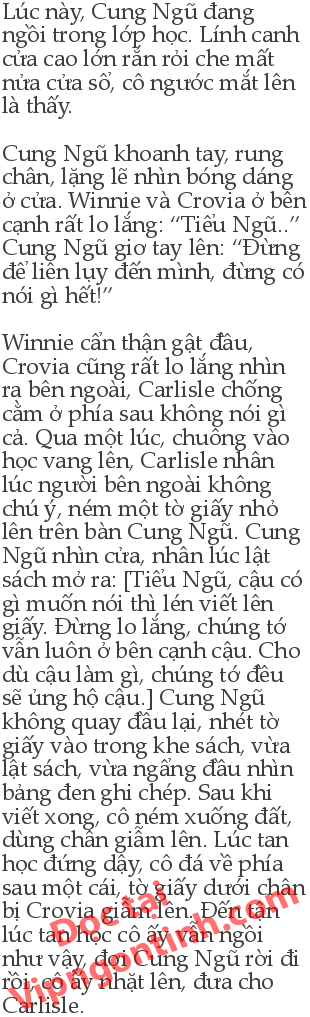 Lúc này, Cung Ngũ đang
ngồi trong lớp học. Lính canh
cửa cao lớn rắn rỏi che mất
nửa cửa sổ, cô ngước mắt lên
là thấy.

Cung Ngũ khoanh tay, rung
chân, lặng lẽ nhìn bóng dáng
ở cửa. Winnie và Crovia ở bên
cạnh rất lo lắng: “Tiểu Ngũ..”
Cung Ngũ giơ tay lên: “Đừng
để liên lụy đến mình, đừng có
nói gì hết!”

Winnie cẩn thận gật đầu,
Crovia cũng rất lo lắng nhìn
ra bên ngoài, Carlisle chống
cằm ở phía sau không nói gì
cả. Qua một lúc, chuông vào
học vang lên, Carlisle nhân
lúc người bên ngoài không
chú ý, ném một tờ giấy nhỏ
lên trên bàn Cung Ngũ. Cung
Ngũ nhìn cửa, nhân lúc lật
sách mở ra: [Tiểu Ngũ, cậu có
gì muốn nói thì lén viết lên
giấy. Đừng lo lắng, chúng tớ
vẫn luôn ở bên cạnh cậu. Cho
dù cậu làm gì, chúng tớ đều
sẽ ủng hộ cậu.] Cung Ngũ
không quay đầu lại, nhét tờ
giấy vào trong khe sách, vừa
lật sách, vừa ngẩng đầu nhìn
bảng đen ghi chép. Sau khi
viết xong, cô ném xuống đất,
dùng chân giẫm lên. Lúc tan
học đứng dậy, cô đá về phía
sau một cái, tờ giấy dưới chân
bị Crovia giẫm lên. Đến tận
lúc tan học cô ấy vẫn ngồi
như vậy, đợi Cung Ngũ rời đi
rồi, cô ấy nhặt lên, đưa cho
Carlisle.
Đọc tại
Vipngontinh.com